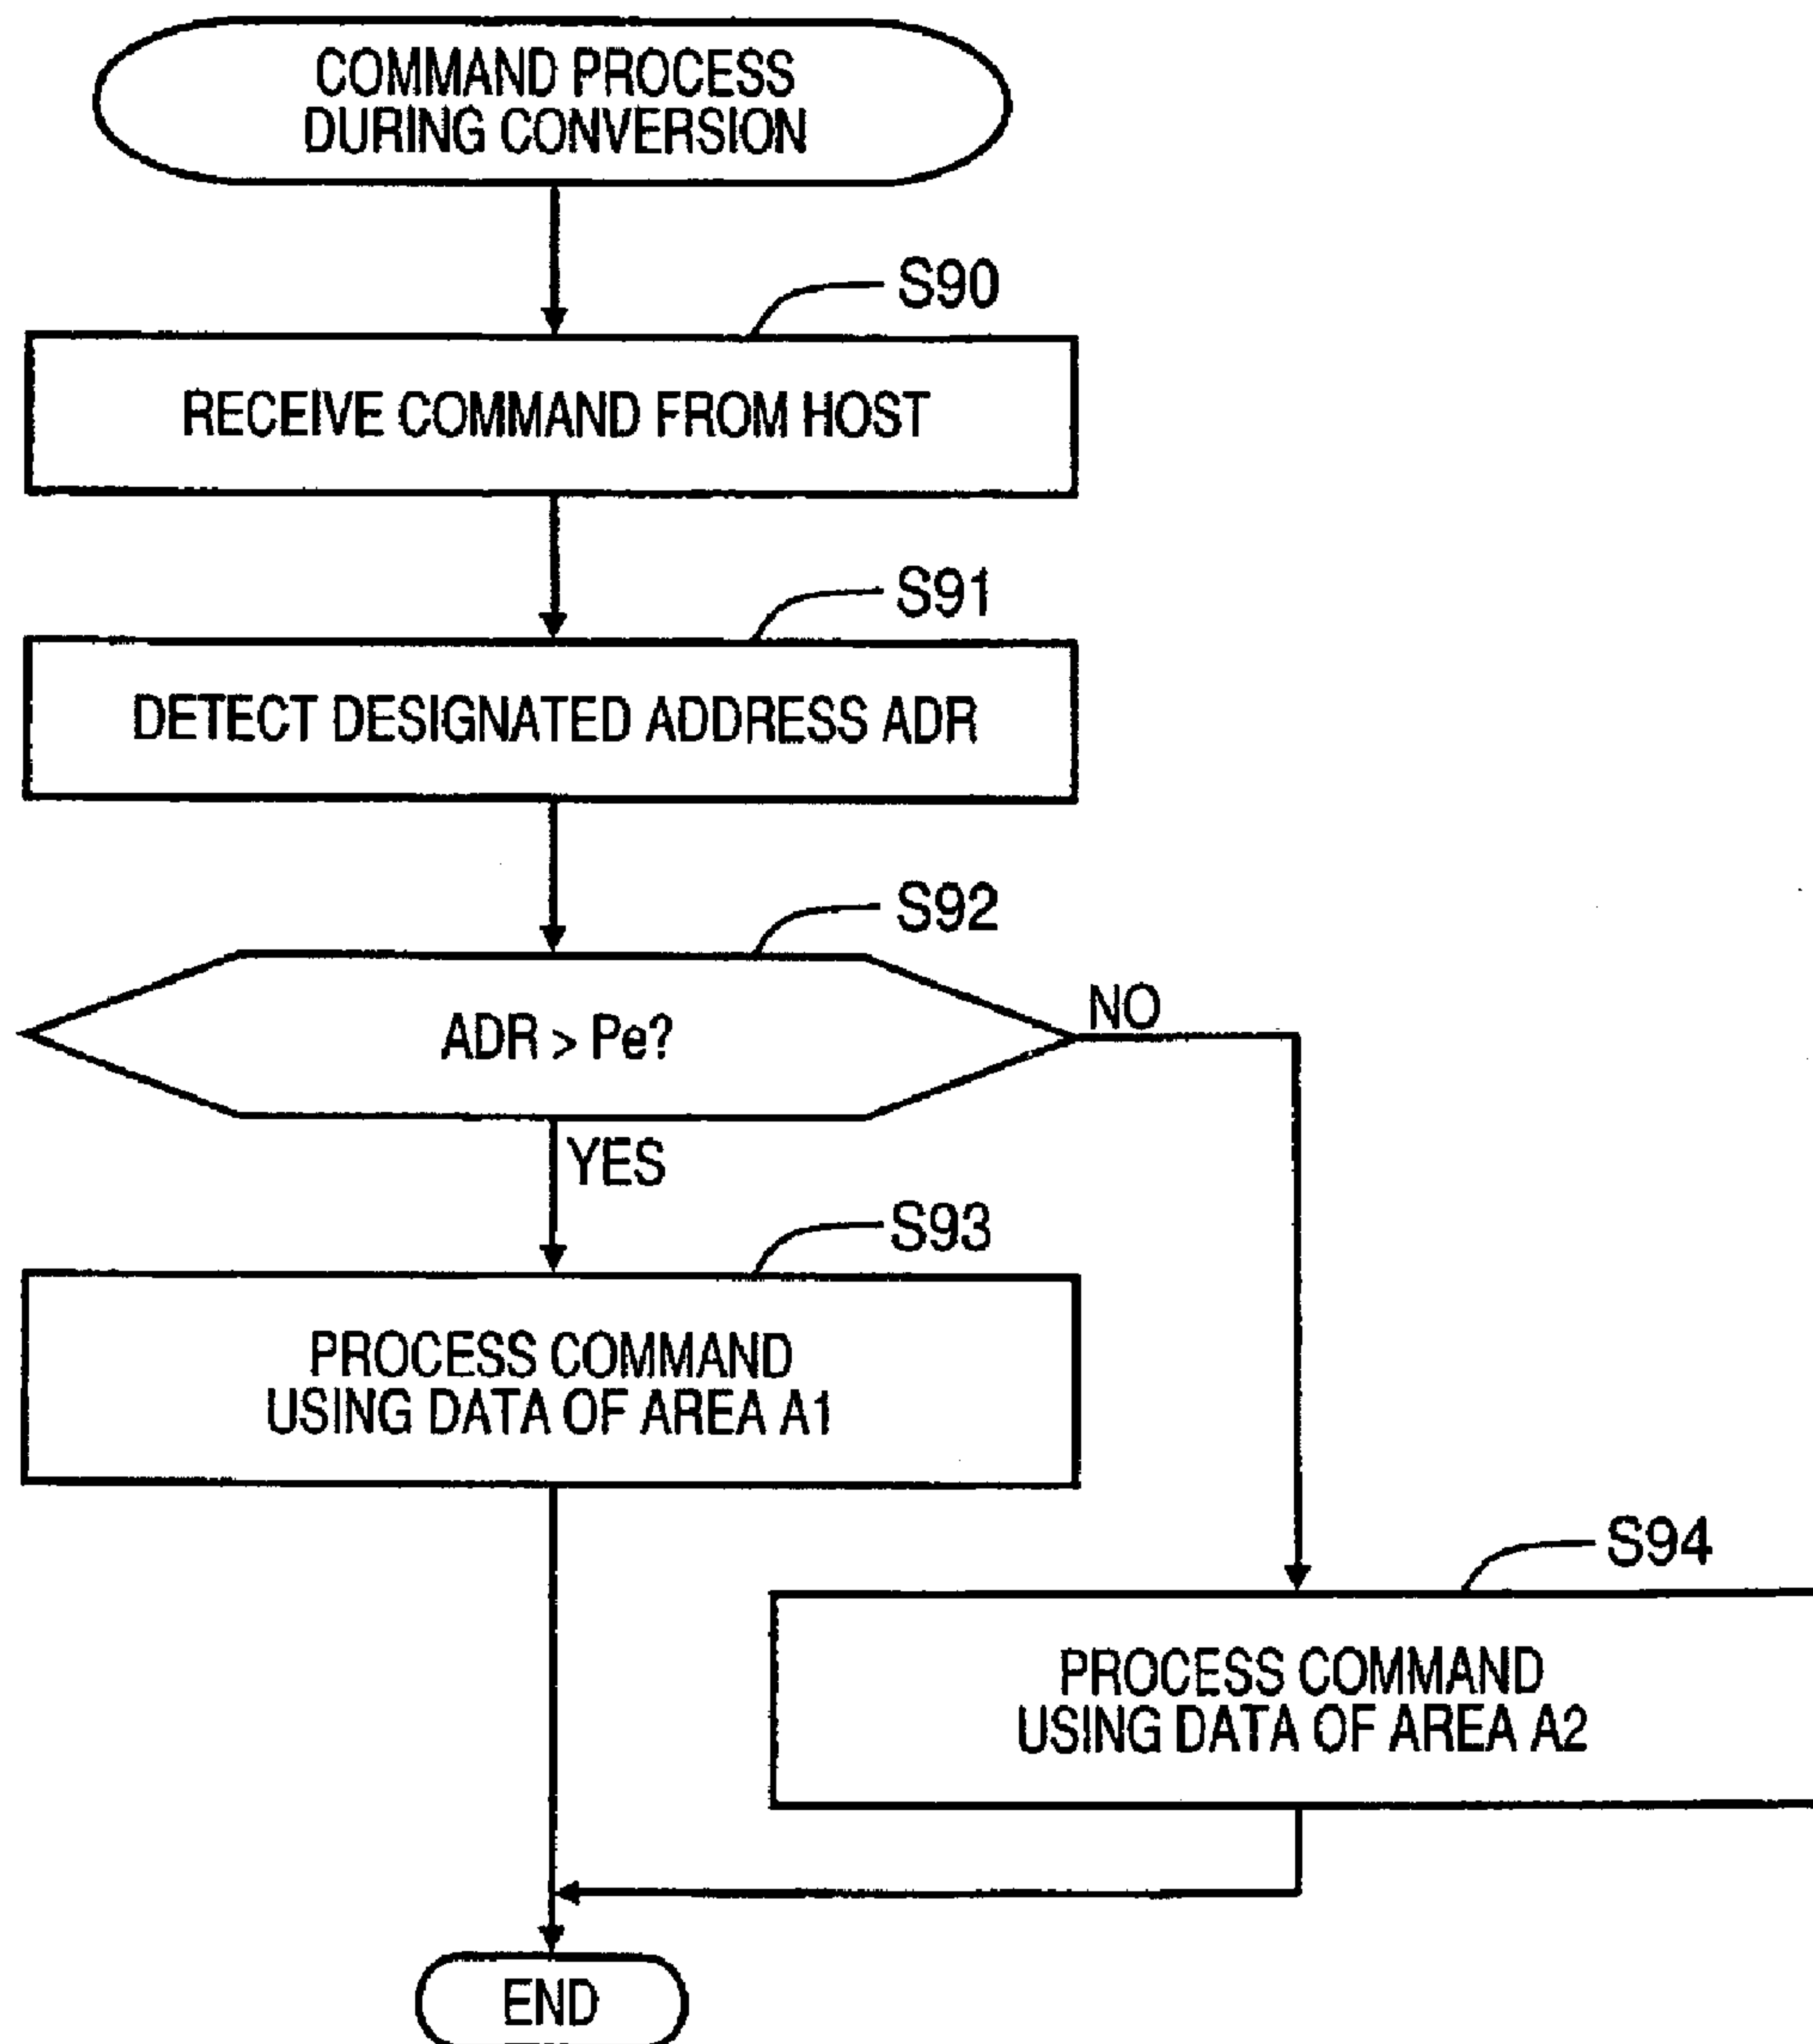 COMMAND PROCESS
DURING CONVERSION
S90
RECEIVE COMMAND FROM HOST
S91
DETECT DESIGNATED ADDRESS ADR
S92
ADR > Pe?
NO
YES
S93
PROCESS COMMAND
USING DATA OF AREA A1
S94
PROCESS COMMAND
USING DATA OF AREA A2
END